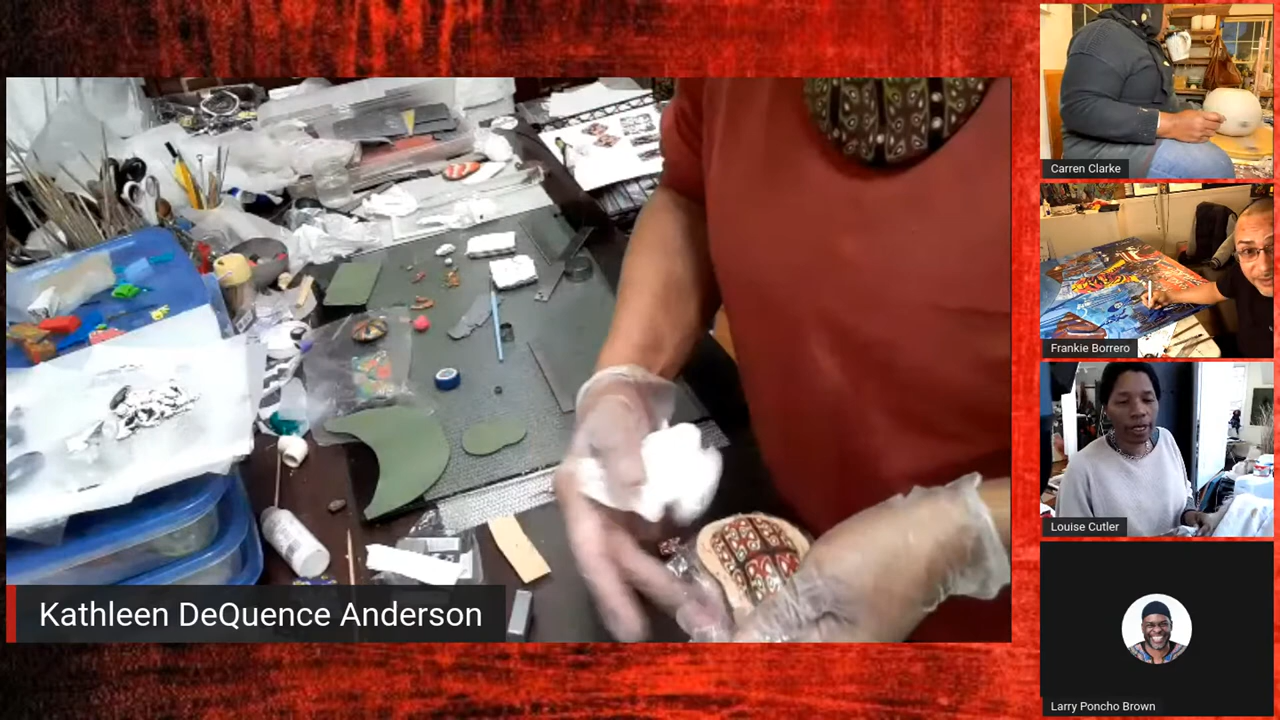 Kathleen DeQuence Anderson
Carren Clarke
Frankie Borrero
Louise Cutler
Larry Poncho Brown